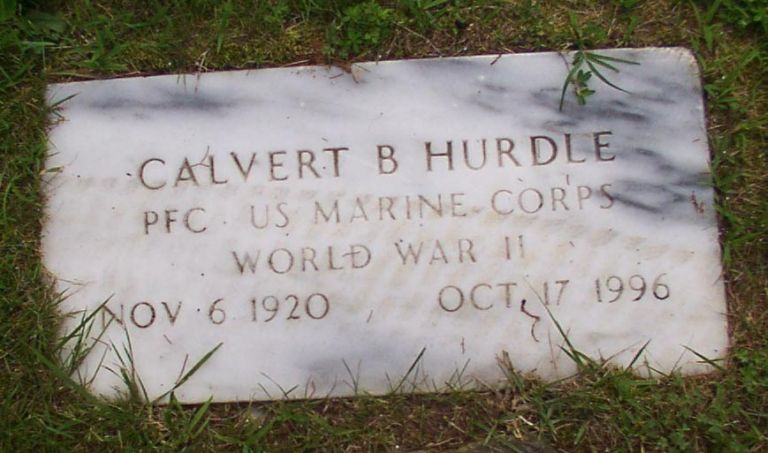 CALVERT B HURDLE
PFC US MARINE CORPS
WORLD WAR II
NOV 6 1920 OCT 17 1996